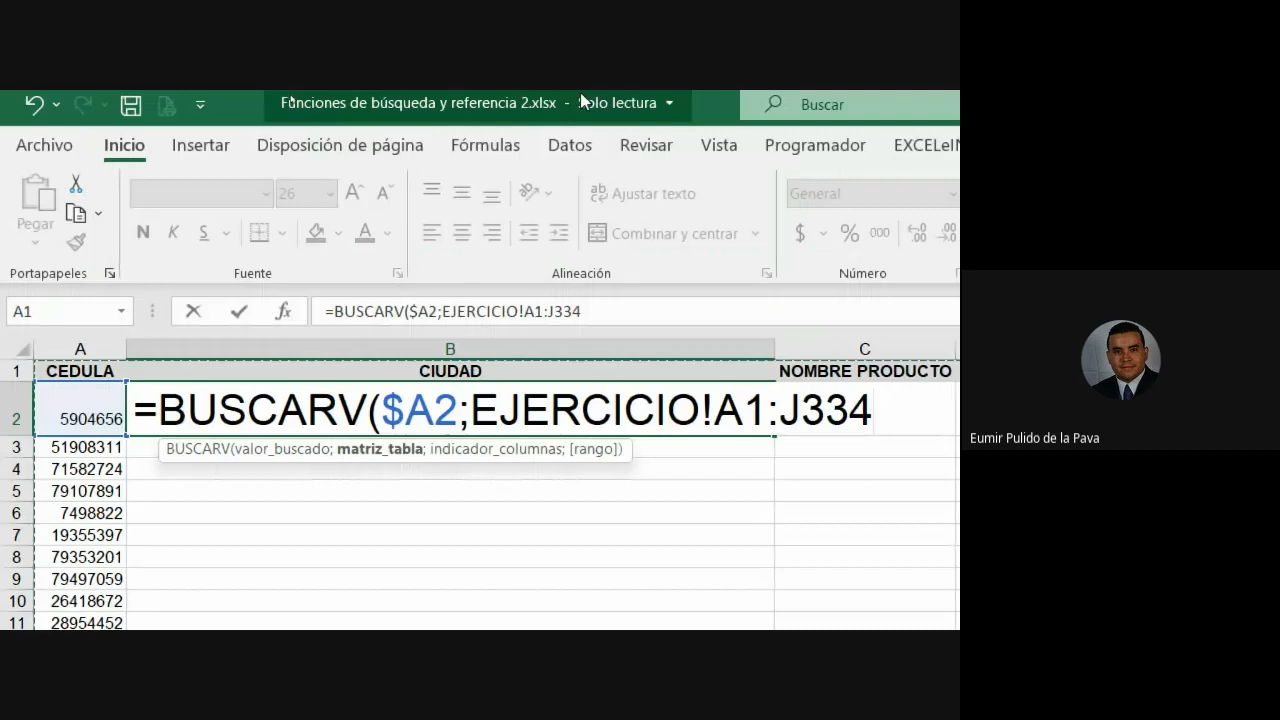 Funciones de búsqueda y referencia 2.xlsx - Solo lectura
Buscar
Archivo Inicio Insertar Disposición de página Fórmulas Datos Revisar Vista Programador EXCELeIN
26
Ajustar texto
General
Pegar
N K S
A
Combinar y centrar
$ % 000
Portapapeles Fuente Alineación Número
A1
fx
=BUSCARV($A2;EJERCICIO!A1:J334
A B C
1 CEDULA CIUDAD NOMBRE PRODUCTO
2 5904656 =BUSCARV($A2;EJERCICIO!A1:J334
BUSCARV(valor_buscado; matriz_tabla; indicador_columnas; [rango])
3 51908311
4 71582724
5 79107891
6 7498822
7 19355397
8 79353201
9 79497059
10 26418672
11 28954452
Eumir Pulido de la Pava